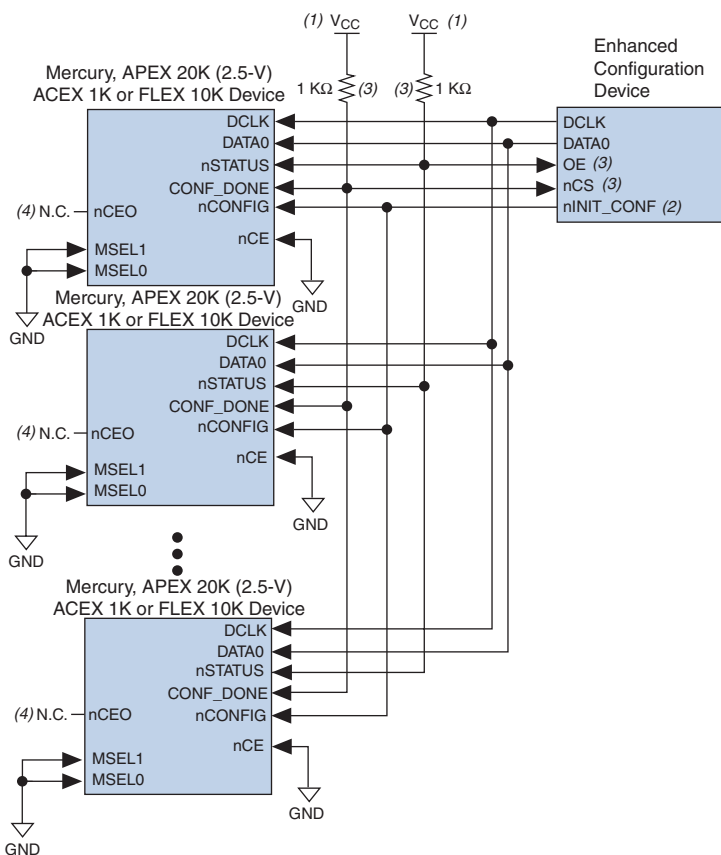 (1) VCC
VCC (1)
1 KΩ (3)
(3) 1 KΩ
Enhanced
Configuration
Device
DCLK
DATA0
OE (3)
nCS (3)
nINIT_CONF (2)
Mercury, APEX 20K (2.5-V)
ACEX 1K or FLEX 10K Device
DCLK
DATA0
nSTATUS
CONF_DONE
nCONFIG
(4) N.C. nCEO
nCE
MSEL1
MSEL0
GND
GND
Mercury, APEX 20K (2.5-V)
ACEX 1K or FLEX 10K Device
DCLK
DATA0
nSTATUS
CONF_DONE
nCONFIG
(4) N.C. nCEO
nCE
MSEL1
MSEL0
GND
GND
Mercury, APEX 20K (2.5-V)
ACEX 1K or FLEX 10K Device
DCLK
DATA0
nSTATUS
CONF_DONE
nCONFIG
(4) N.C. nCEO
nCE
MSEL1
MSEL0
GND
GND